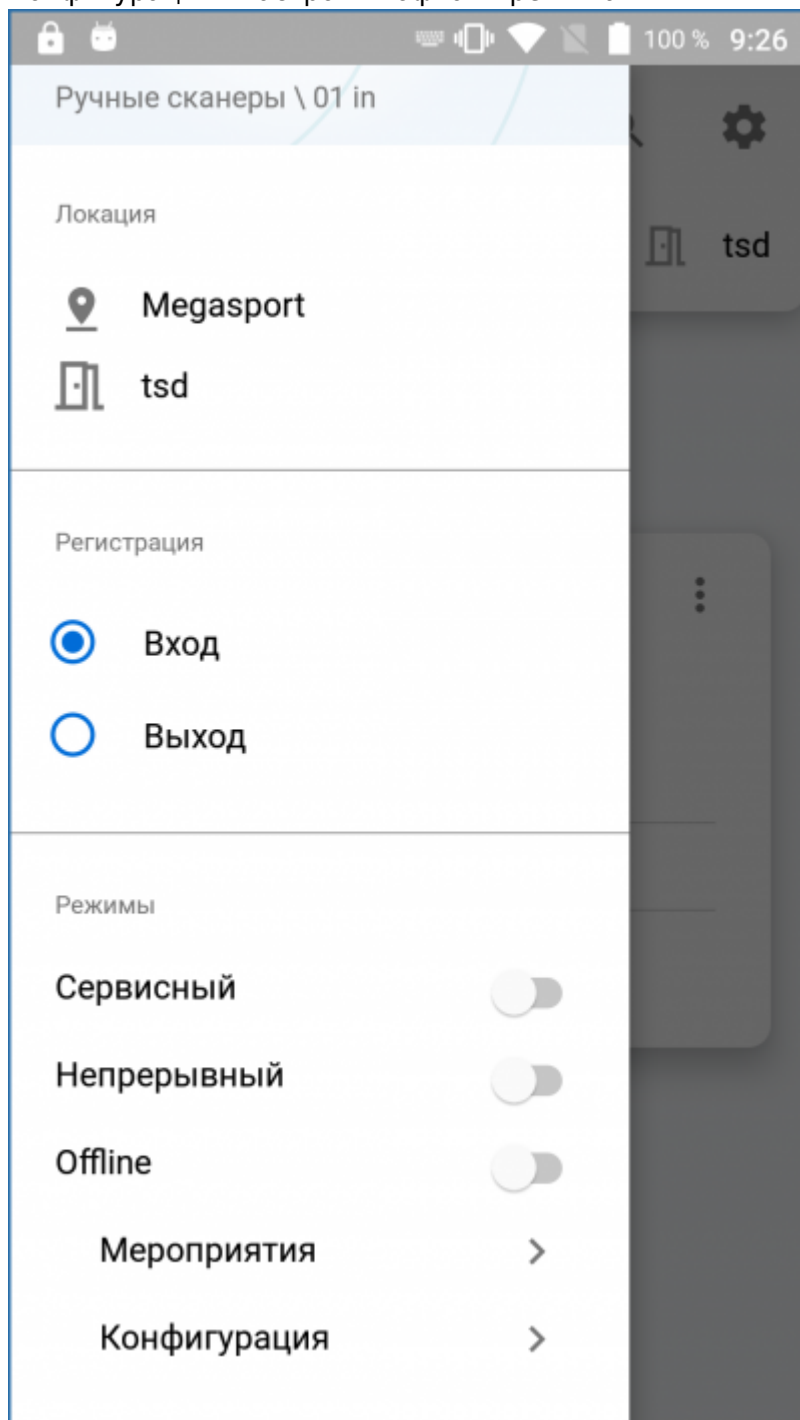 100 % 9:26
Ручные сканеры \ 01 in
Локация
Megasport
tsd
tsd
Регистрация
Вход
Выход
Режимы
Сервисный
Непрерывный
Offline
Мероприятия
Конфигурация